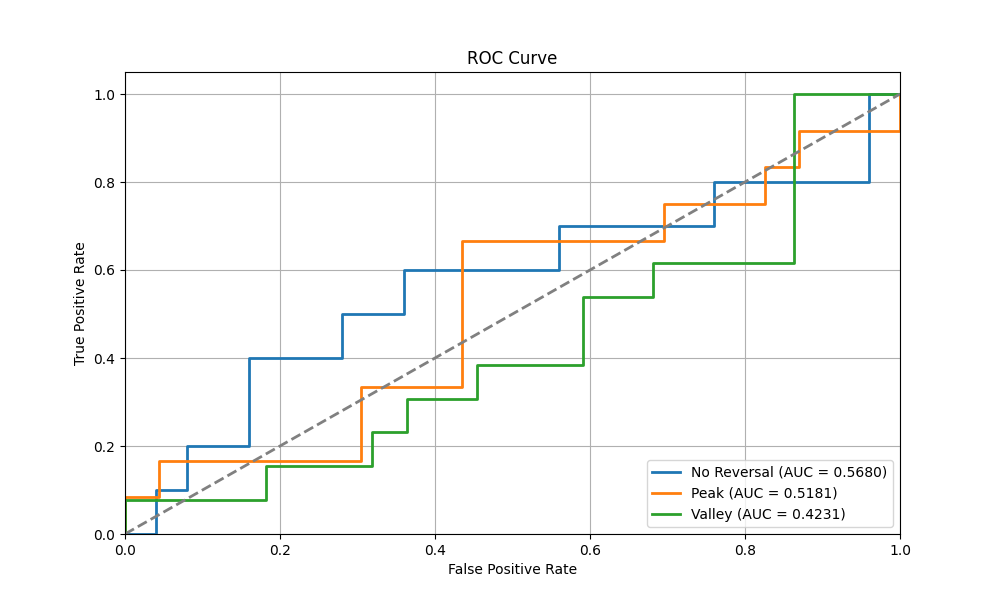 ROC Curve
True Positive Rate
1.0
0.8
0.6
0.4
0.2
0.0
No Reversal (AUC = 0.5680)
Peak (AUC = 0.5181)
Valley (AUC = 0.4231)
0.0 0.2 0.4 0.6 0.8 1.0
False Positive Rate